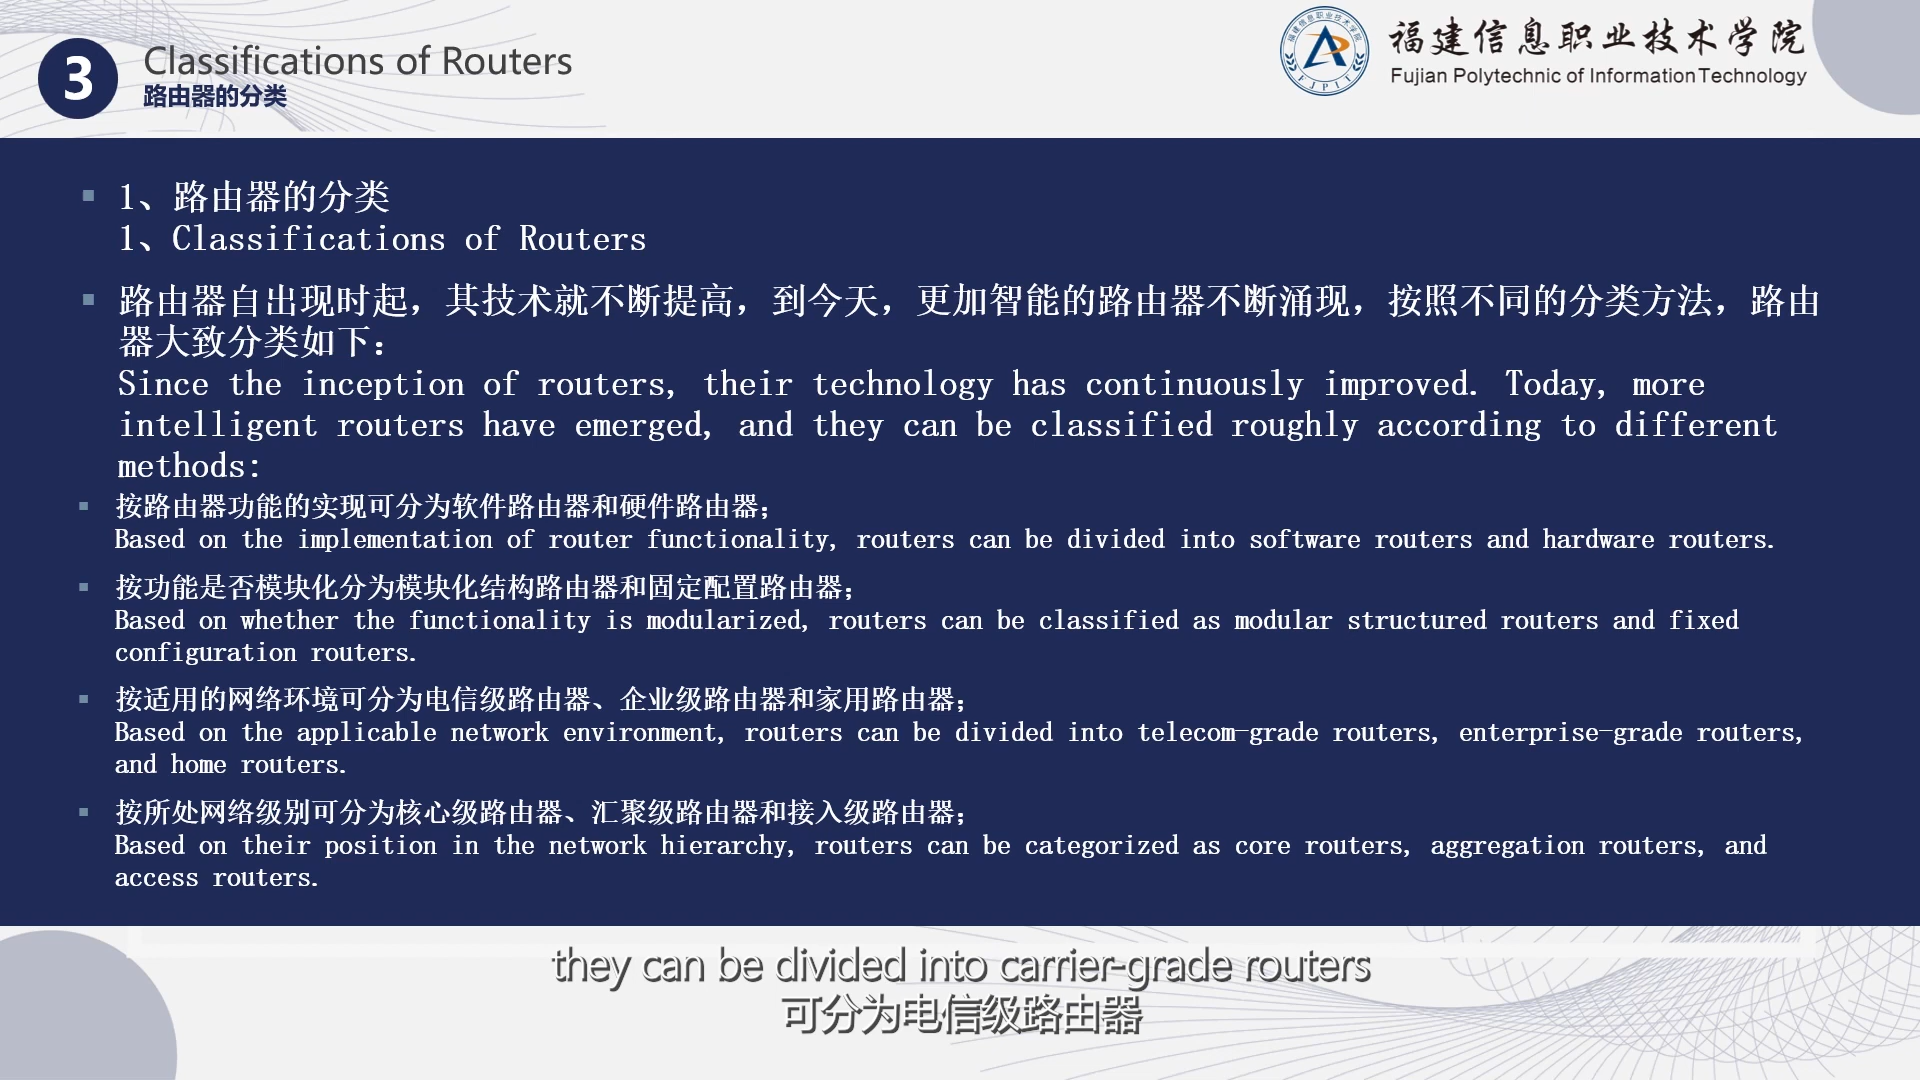 3
Classifications of Routers
路由器的分类
福建信息职业技术学院
Fujian Polytechnic of Information Technology
FJPIT
1、路由器的分类
1、Classifications of Routers
路由器自出现时起，其技术就不断提高，到今天，更加智能的路由器不断涌现，按照不同的分类方法，路由
器大致分类如下：
Since the inception of routers, their technology has continuously improved. Today, more
intelligent routers have emerged, and they can be classified roughly according to different
methods:
按路由器功能的实现可分为软件路由器和硬件路由器；
Based on the implementation of router functionality, routers can be divided into software routers and hardware routers.
按功能是否模块化分为模块化结构路由器和固定配置路由器；
Based on whether the functionality is modularized, routers can be classified as modular structured routers and fixed
configuration routers.
按适用的网络环境可分为电信级路由器、企业级路由器和家用路由器；
Based on the applicable network environment, routers can be divided into telecom-grade routers, enterprise-grade routers,
and home routers.
按所处网络级别可分为核心级路由器、汇聚级路由器和接入级路由器；
Based on their position in the network hierarchy, routers can be categorized as core routers, aggregation routers, and
access routers.
they can be divided into carrier-grade routers
可分为电信级路由器